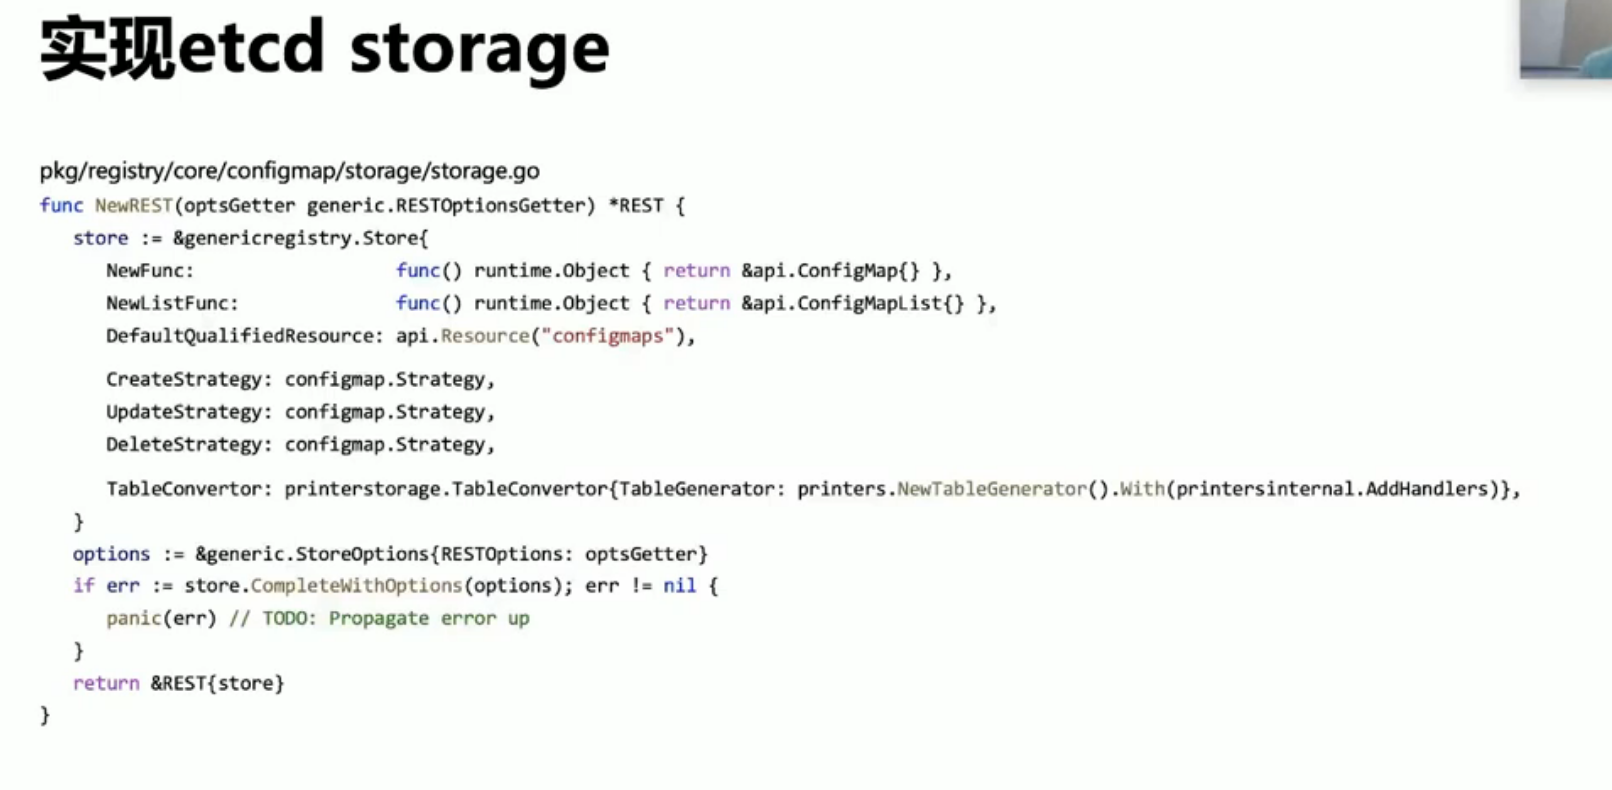 实现etcd storage
pkg/registry/core/configmap/storage/storage.go
func NewREST(optsGetter generic.RESTOptionsGetter) *REST {
   store := &genericregistry.Store{
      NewFunc:                  func() runtime.Object { return &api.ConfigMap{} },
      NewListFunc:              func() runtime.Object { return &api.ConfigMapList{} },
      DefaultQualifiedResource: api.Resource("configmaps"),
      CreateStrategy: configmap.Strategy,
      UpdateStrategy: configmap.Strategy,
      DeleteStrategy: configmap.Strategy,
      TableConvertor: printerstorage.TableConvertor{TableGenerator: printers.NewTableGenerator().With(printersinternal.AddHandlers)},
   }
   options := &generic.StoreOptions{RESTOptions: optsGetter}
   if err := store.CompleteWithOptions(options); err != nil {
      panic(err) // TODO: Propagate error up
   }
   return &REST{store}
}